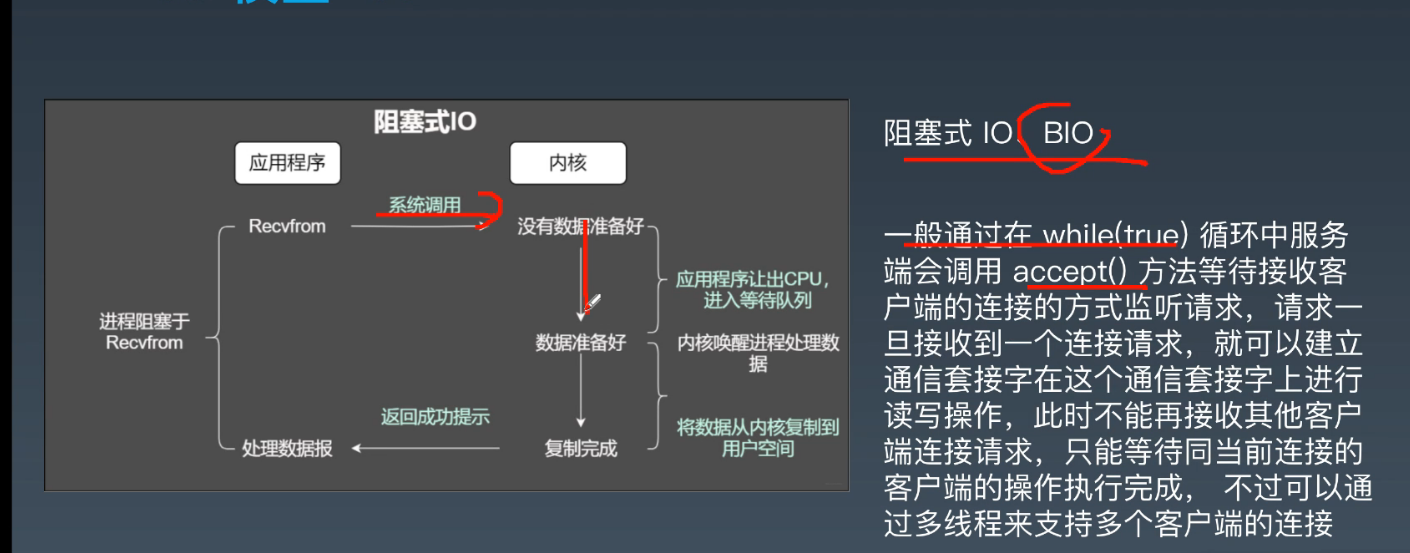 阻塞式IO
应用程序
内核
系统调用
Recvfrom
没有数据准备好
应用程序让出CPU，
进入等待队列
进程阻塞于
Recvfrom
数据准备好
内核唤醒进程处理数
据
返回成功提示
将数据从内核复制到
用户空间
处理数据报
复制完成
阻塞式 IO、BIO
一般通过在 while(true) 循环中服务
端会调用 accept() 方法等待接收客
户端的连接的方式监听请求，请求一
旦接收到一个连接请求，就可以建立
通信套接字在这个通信套接字上进行
读写操作，此时不能再接收其他客户
端连接请求，只能等待同当前连接的
客户端的操作执行完成， 不过可以通
过多线程来支持多个客户端的连接